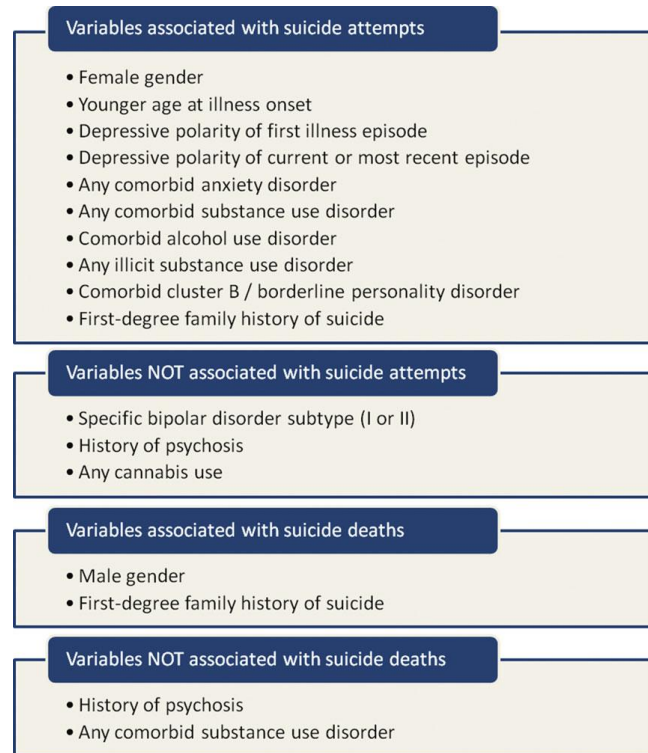 Variables associated with suicide attempts
• Female gender
• Younger age at illness onset
• Depressive polarity of first illness episode
• Depressive polarity of current or most recent episode
• Any comorbid anxiety disorder
• Any comorbid substance use disorder
• Comorbid alcohol use disorder
• Any illicit substance use disorder
• Comorbid cluster B / borderline personality disorder
• First-degree family history of suicide
Variables NOT associated with suicide attempts
• Specific bipolar disorder subtype (I or II)
• History of psychosis
• Any cannabis use
Variables associated with suicide deaths
• Male gender
• First-degree family history of suicide
Variables NOT associated with suicide deaths
• History of psychosis
• Any comorbid substance use disorder